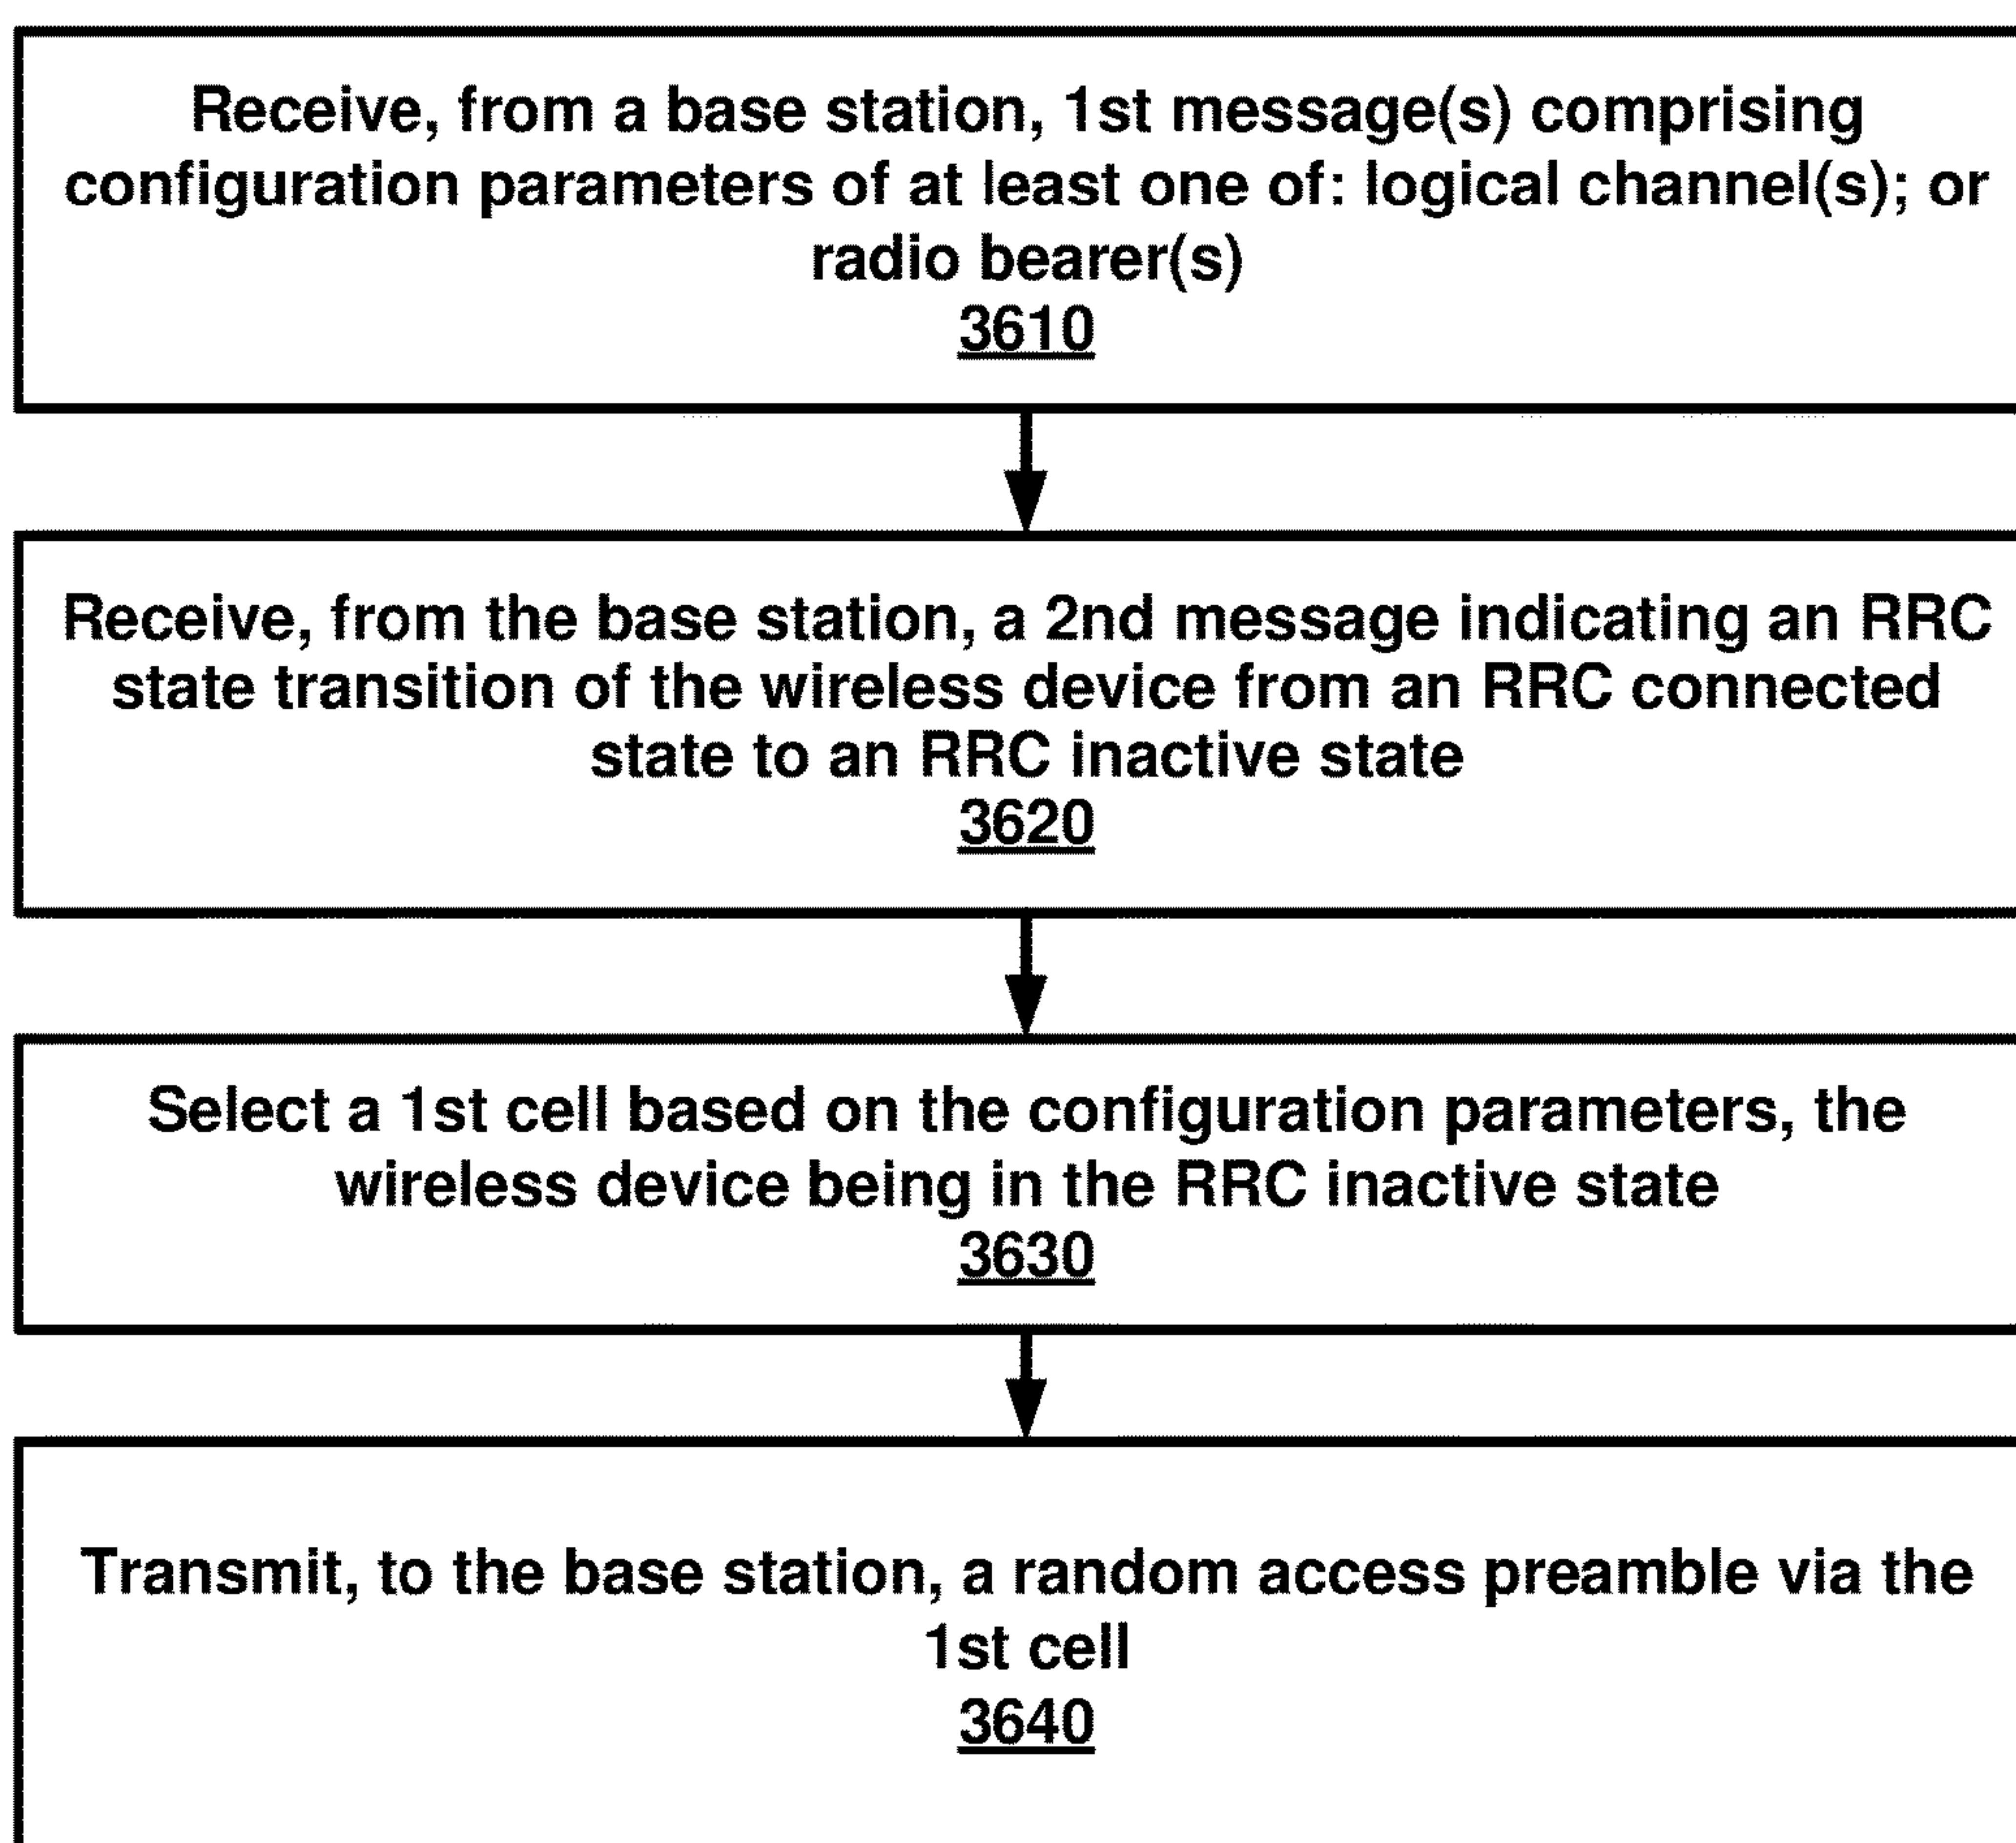 Receive, from a base station, 1st message(s) comprising
configuration parameters of at least one of: logical channel(s); or
radio bearer(s)
3610
Receive, from the base station, a 2nd message indicating an RRC
state transition of the wireless device from an RRC connected
state to an RRC inactive state
3620
Select a 1st cell based on the configuration parameters, the
wireless device being in the RRC inactive state
3630
Transmit, to the base station, a random access preamble via the
1st cell
3640